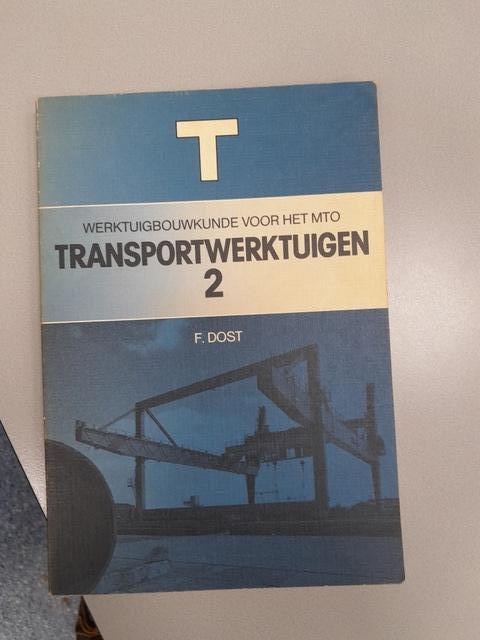 T
WERKTUIGBOUWKUNDE VOOR HET MTO
TRANSPORTWERKTUIGEN
2
F. DOST